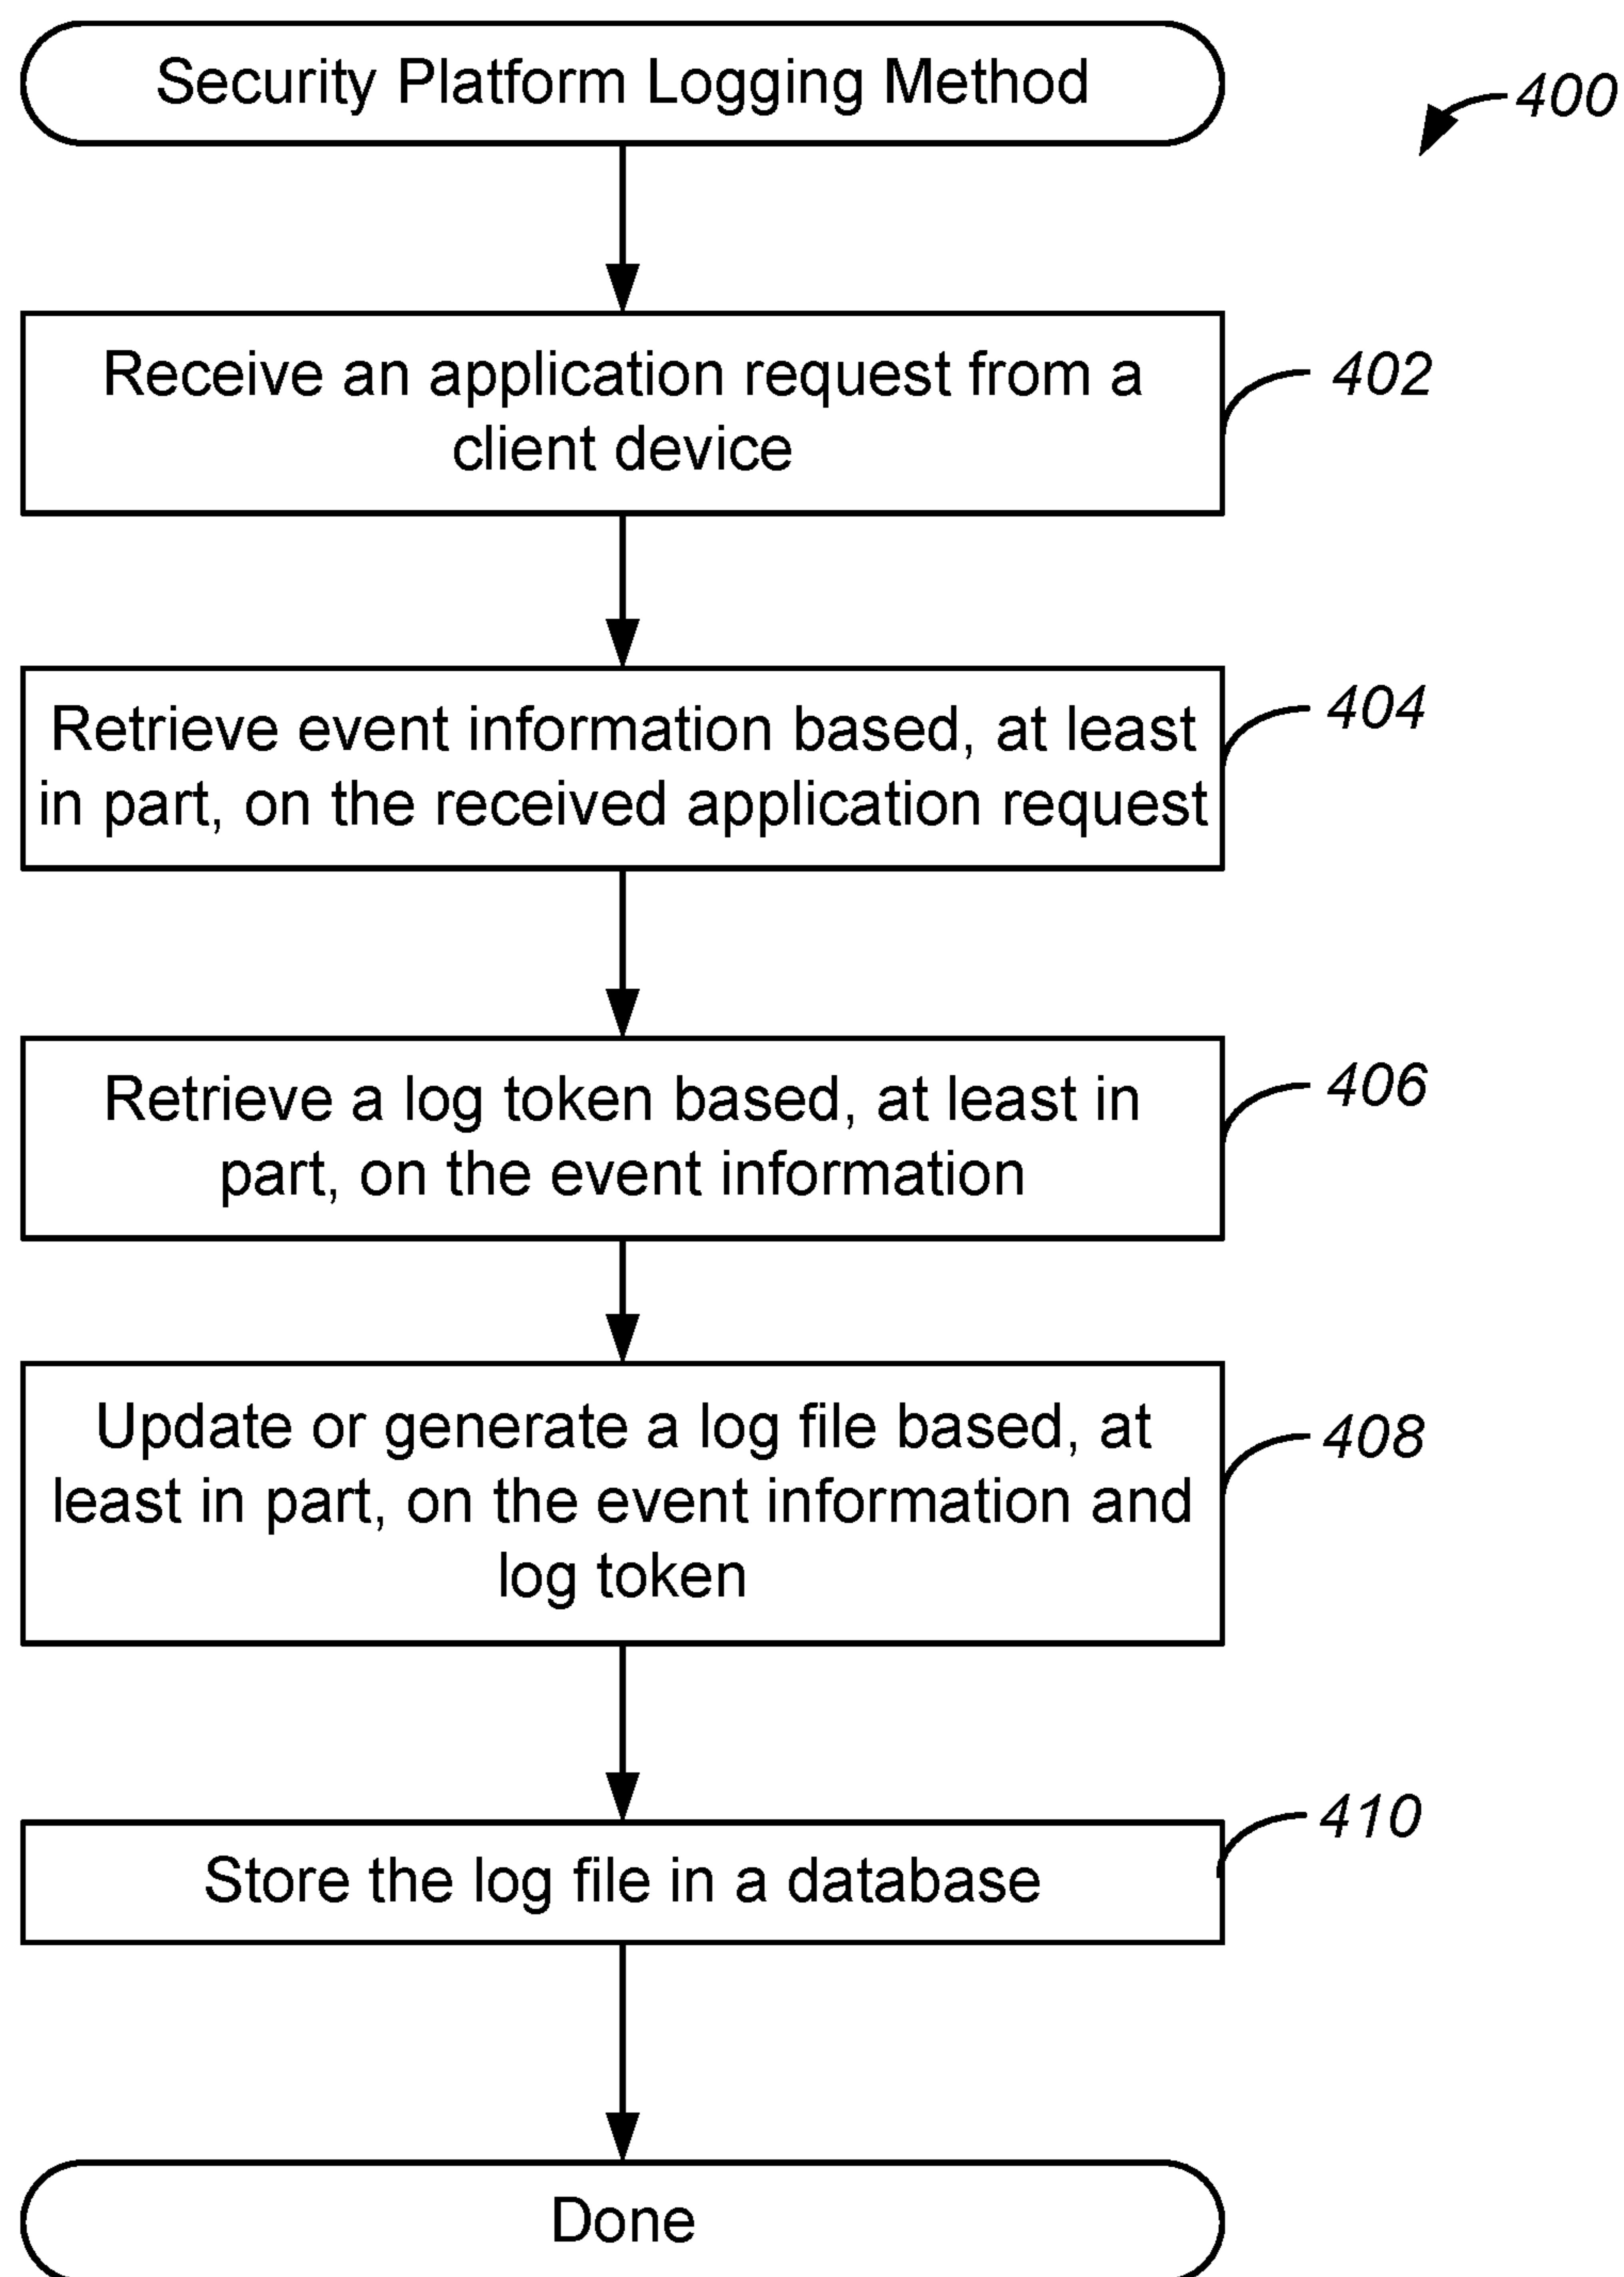 Security Platform Logging Method
400
Receive an application request from a
client device
402
Retrieve event information based, at least
in part, on the received application request
404
Retrieve a log token based, at least in
part, on the event information
406
Update or generate a log file based, at
least in part, on the event information and
log token
408
Store the log file in a database
410
Done